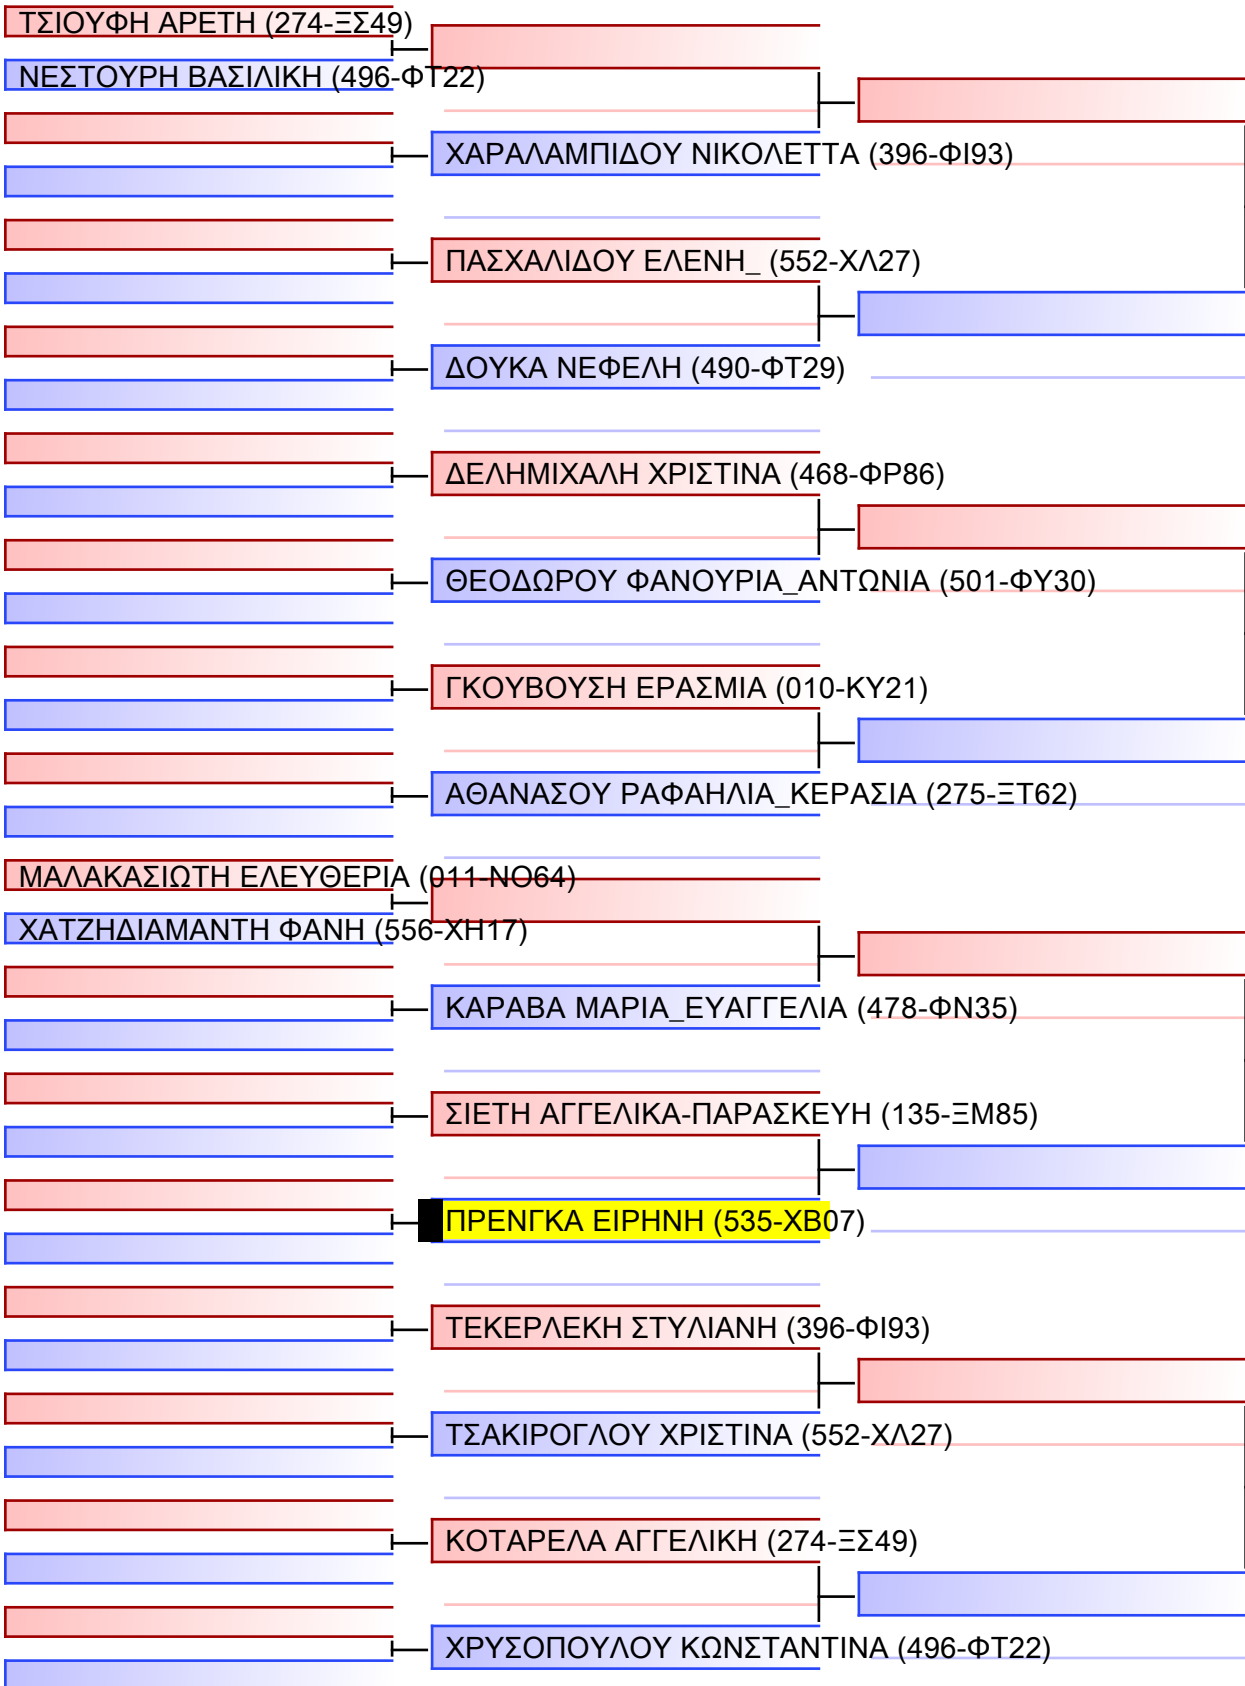 ΤΣΙΟΥΦΗ ΑΡΕΤΗ (274-ΞΣ49)
ΝΕΣΤΟΥΡΗ ΒΑΣΙΛΙΚΗ (496-ΦΤ22)
ΧΑΡΑΛΑΜΠΙΔΟΥ ΝΙΚΟΛΕΤΤΑ (396-ΦΙ93)
ΠΑΣΧΑΛΙΔΟΥ ΕΛΕΝΗ_ (552-ΧΛ27)
ΔΟΥΚΑ ΝΕΦΕΛΗ (490-ΦΤ29)
ΔΕΛΗΜΙΧΑΛΗ ΧΡΙΣΤΙΝΑ (468-ΦΡ86)
ΘΕΟΔΩΡΟΥ ΦΑΝΟΥΡΙΑ_ΑΝΤΩΝΙΑ (501-ΦΥ30)
ΓΚΟΥΒΟΥΣΗ ΕΡΑΣΜΙΑ (010-ΚΥ21)
ΑΘΑΝΑΣΟΥ ΡΑΦΑΗΛΙΑ_ΚΕΡΑΣΙΑ (275-ΞΤ62)
ΜΑΛΑΚΑΣΙΩΤΗ ΕΛΕΥΘΕΡΙΑ (011-ΝΟ64)
ΧΑΤΖΗΔΙΑΜΑΝΤΗ ΦΑΝΗ (556-ΧΗ17)
ΚΑΡΑΒΑ ΜΑΡΙΑ_ΕΥΑΓΓΕΛΙΑ (478-ΦΝ35)
ΣΙΕΤΗ ΑΓΓΕΛΙΚΑ-ΠΑΡΑΣΚΕΥΗ (135-ΞΜ85)
ΠΡΕΝΓΚΑ ΕΙΡΗΝΗ (535-ΧΒ07)
ΤΕΚΕΡΛΕΚΗ ΣΤΥΛΙΑΝΗ (396-ΦΙ93)
ΤΣΑΚΙΡΟΓΛΟΥ ΧΡΙΣΤΙΝΑ (552-ΧΛ27)
ΚΟΤΑΡΕΛΑ ΑΓΓΕΛΙΚΗ (274-ΞΣ49)
ΧΡΥΣΟΠΟΥΛΟΥ ΚΩΝΣΤΑΝΤΙΝΑ (496-ΦΤ22)